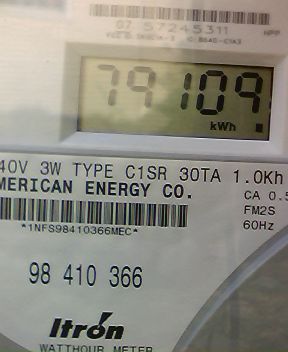 07 57245311
HPP
79109
kWh
40V 3W TYPE C1SR 30TA 1.0Kh
MERICAN ENERGY CO.
CA 0.5
FM2S
*1NFS98410366MEC*
60Hz
98 410 366
Itron
WATTHOUR METER